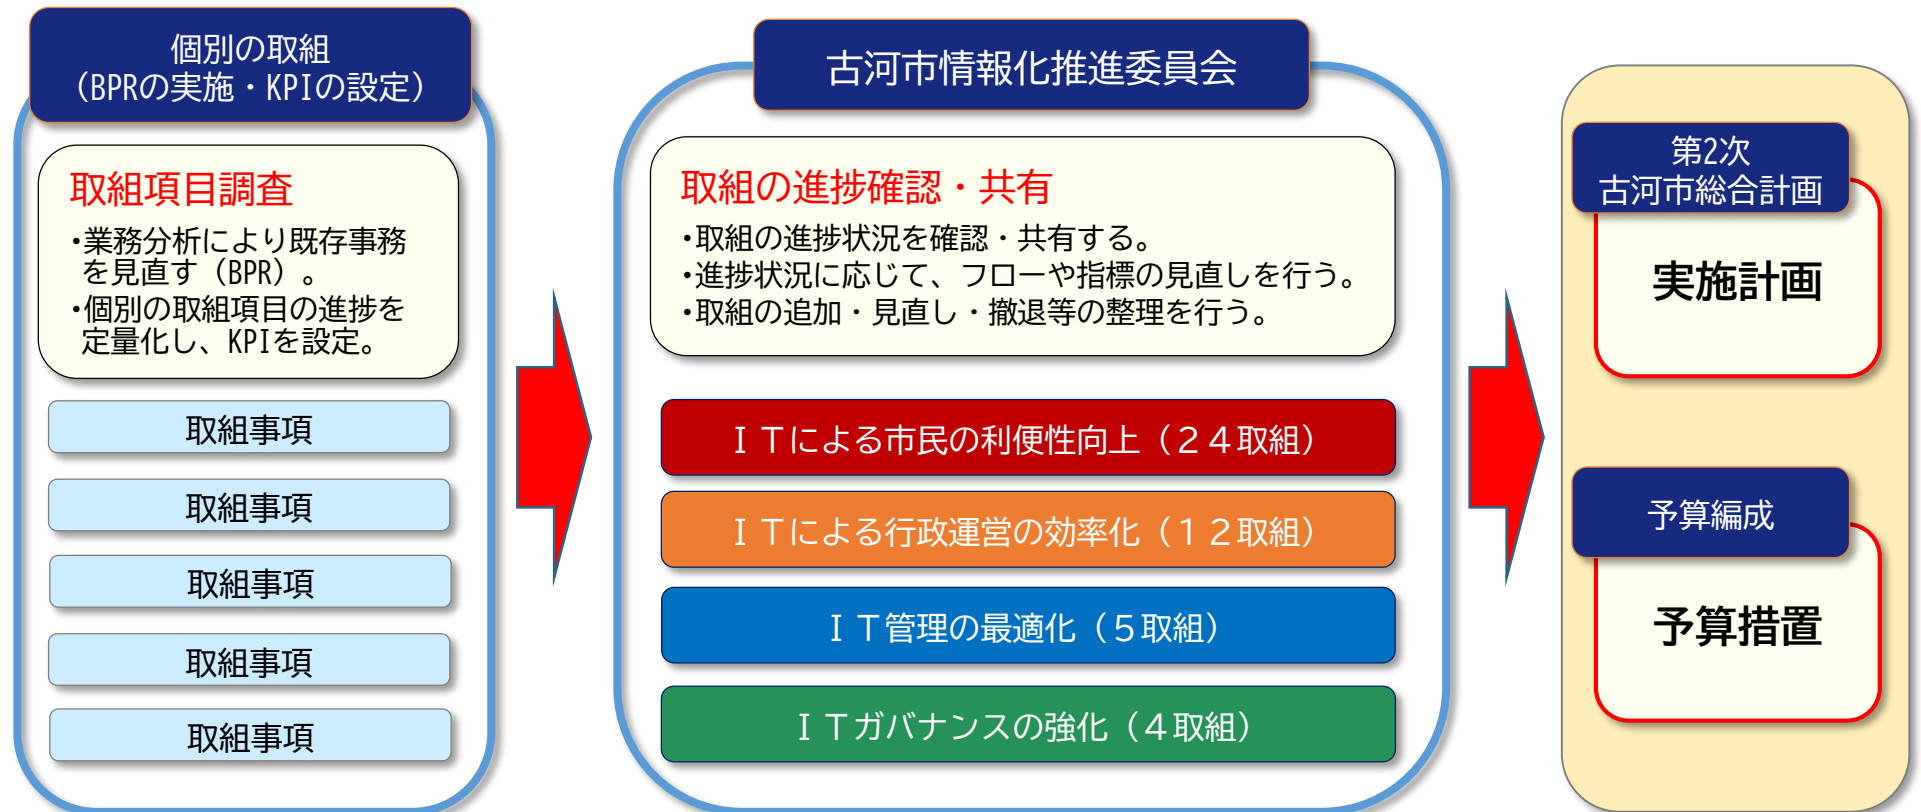 個別の取組
（BPRの実施・KPIの設定）
取組項目調査
・業務分析により既存事務
を見直す（BPR）。
・個別の取組項目の進捗を
定量化し、KPIを設定。
取組事項
取組事項
取組事項
取組事項
取組事項
古河市情報化推進委員会
取組の進捗確認・共有
・取組の進捗状況を確認・共有する。
・進捗状況に応じて、フローや指標の見直しを行う。
・取組の追加・見直し・撤退等の整理を行う。
ＩＴによる市民の利便性向上（２４取組）
ＩＴによる行政運営の効率化（１２取組）
ＩＴ管理の最適化（５取組）
ＩＴガバナンスの強化（４取組）
第2次
古河市総合計画
実施計画
予算編成
予算措置